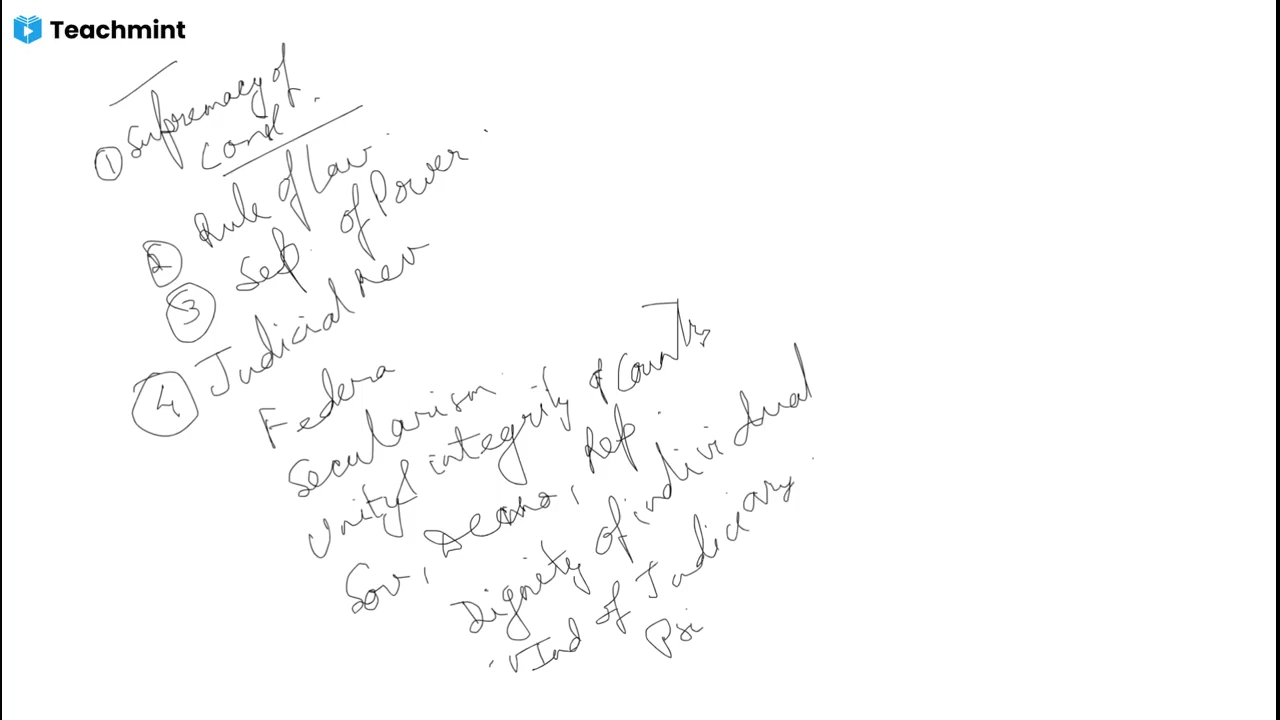 Teachmint
① Supremacy of
Const.
② Rule of Law
③ Sep. of Power
④ Judicial Rev
Federa
Secularism
Unity & integrity of Country
Sov, Demo, Rep.
Dignity of individual
Ind of Judiciary